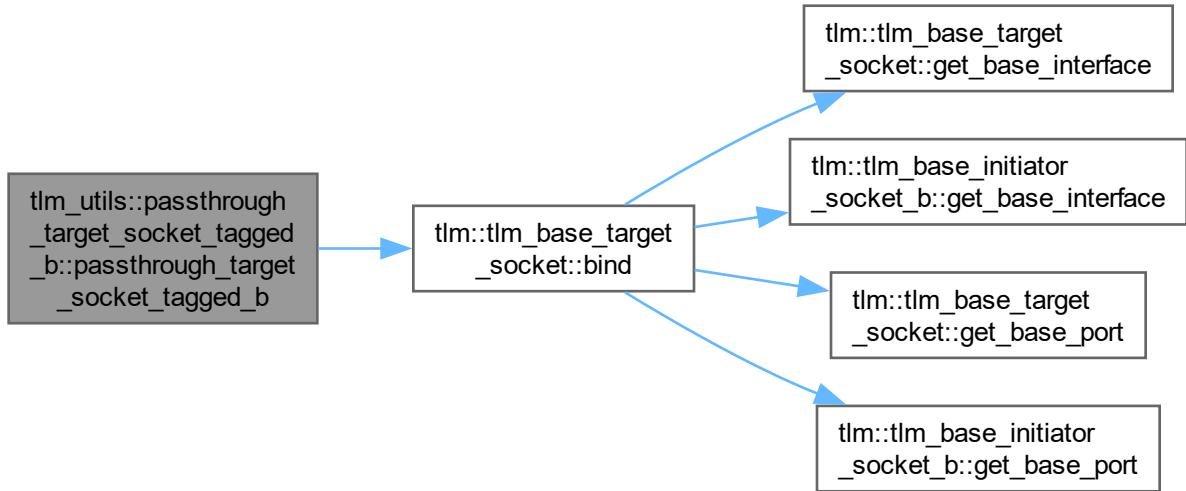 tlm_utils::passthrough
_target_socket_tagged
_b::passthrough_target
_socket_tagged_b
tlm::tlm_base_target
_socket::bind
tlm::tlm_base_target
_socket::get_base_interface
tlm::tlm_base_initiator
_socket_b::get_base_interface
tlm::tlm_base_target
_socket::get_base_port
tlm::tlm_base_initiator
_socket_b::get_base_port